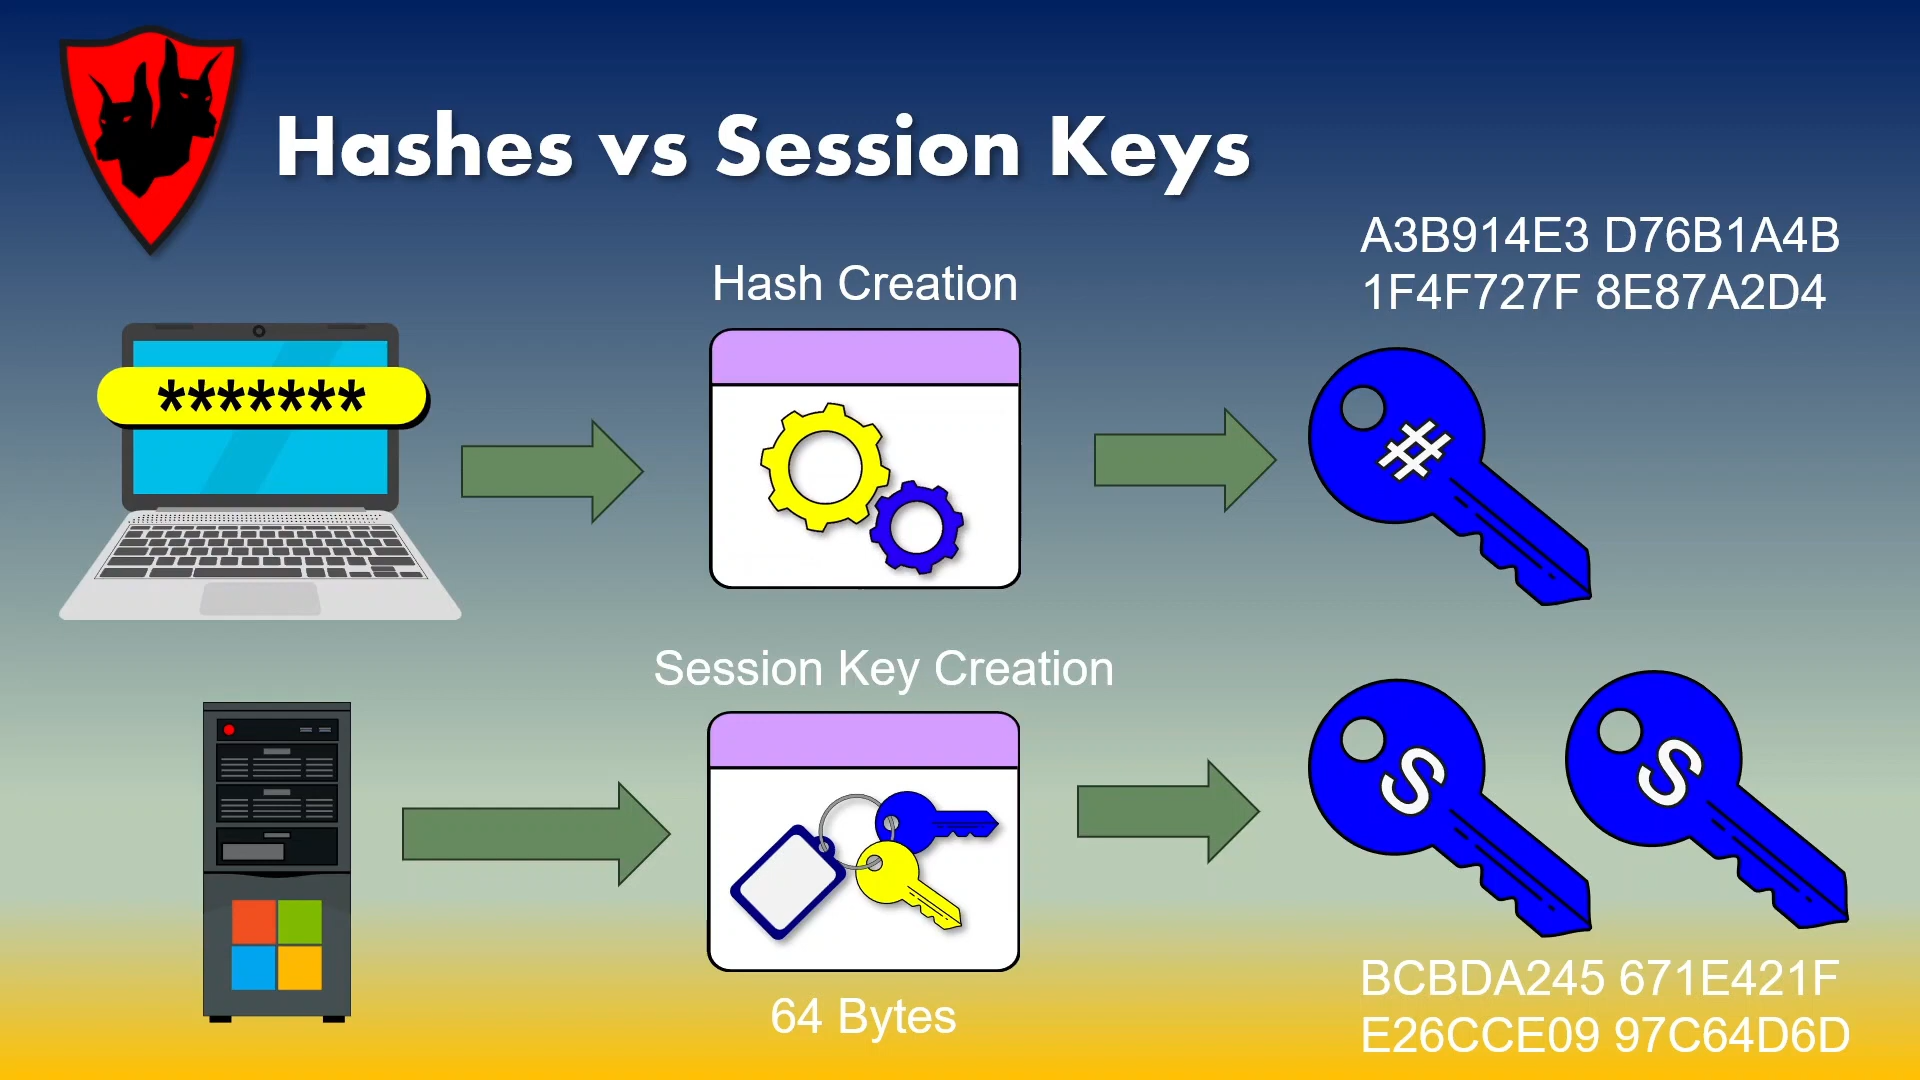 Hashes vs Session Keys
A3B914E3 D76B1A4B
1F4F727F 8E87A2D4
Hash Creation
*******
#
Session Key Creation
S
S
64 Bytes
BCBDA245 671E421F
E26CCE09 97C64D6D